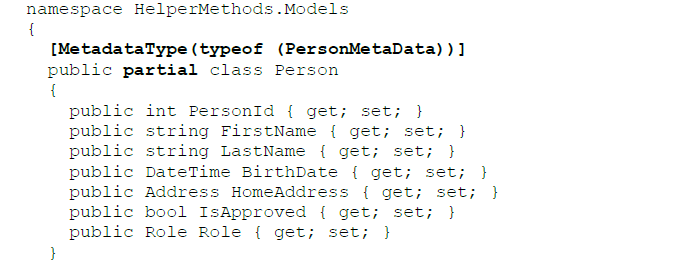 namespace HelperMethods.Models
{
[MetadataType(typeof (PersonMetaData))]
public partial class Person
{
public int PersonId { get; set; }
public string FirstName { get; set; }
public string LastName { get; set; }
public DateTime BirthDate { get; set; }
public Address HomeAddress { get; set; }
public bool IsApproved { get; set; }
public Role Role { get; set; }
}